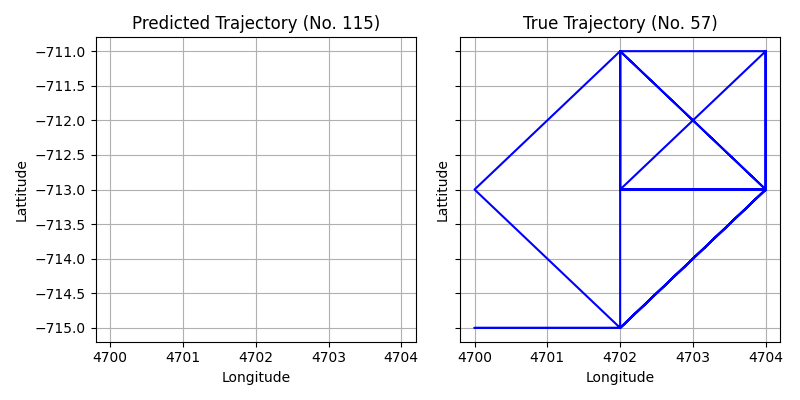 Predicted Trajectory (No. 115)
Lattitude
−711.0
−711.5
−712.0
−712.5
−713.0
−713.5
−714.0
−714.5
−715.0
4700 4701 4702 4703 4704
Longitude
True Trajectory (No. 57)
Lattitude
4700 4701 4702 4703 4704
Longitude